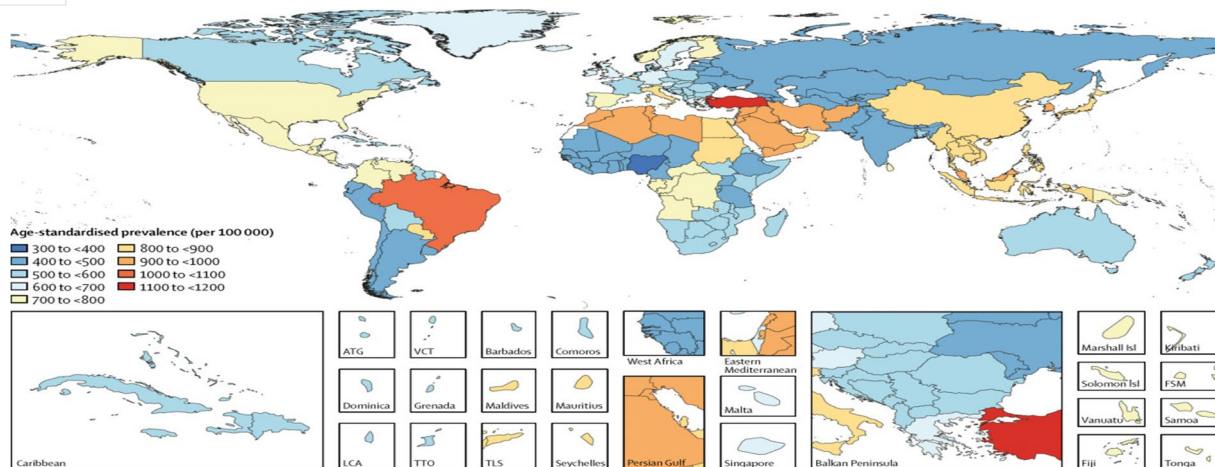 Age-standardised prevalence (per 100 000)
300 to <400
400 to <500
500 to <600
600 to <700
700 to <800
800 to <900
900 to <1000
1000 to <1100
1100 to <1200
Caribbean
ATG
VCT
Barbados
Comoros
West Africa
Eastern
Mediterranean
Dominica
Grenada
Maldives
Mauritius
Malta
LCA
TTO
TLS
Seychelles
Persian Gulf
Singapore
Balkan Peninsula
Marshall Isl
Kiribati
Solomon Isl
FSM
Vanuatu
Samoa
Fiji
Tonga